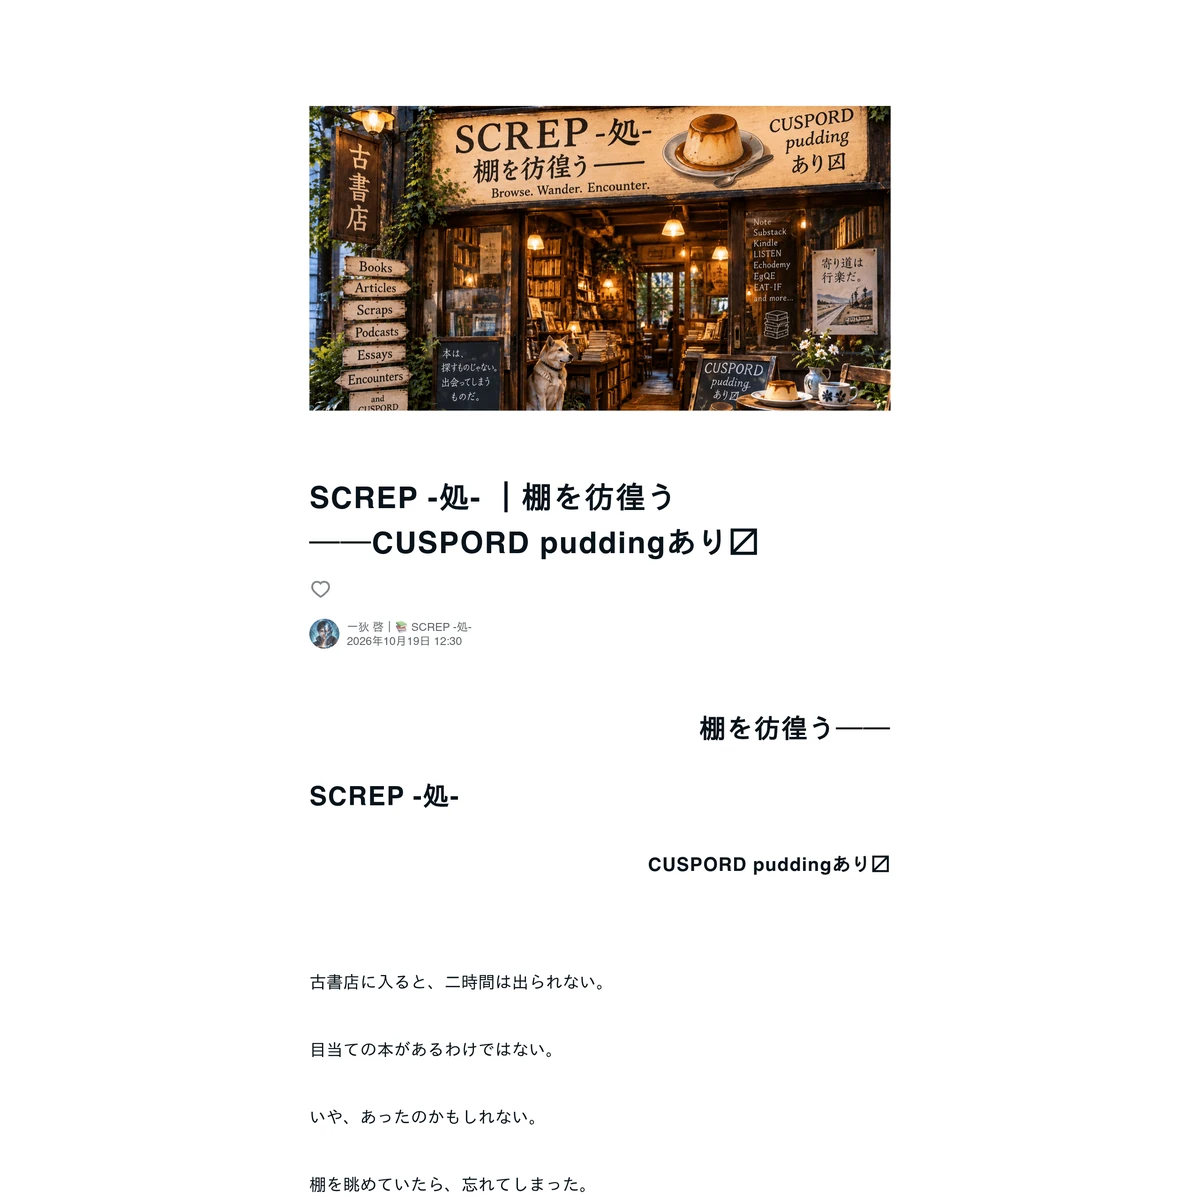 SCREP -処-
棚を彷徨う——
Browse. Wander. Encounter.
CUSPORD
pudding
あり〼
古書店
Books
Articles
Scraps
Podcasts
Essays
Encounters
and
CUSPORD
本は、
探すものじゃない。
出会ってしまう
ものだ。
Note
Substack
Kindle
LISTEN
Echodemy
EgQE
EAT-IF
and more...
寄り道は
行楽だ。
CUSPORD
pudding
あり〼
SCREP -処- ｜棚を彷徨う
——CUSPORD puddingあり〼
一狄 啓｜📚 SCREP -処-
2026年10月19日 12:30
棚を彷徨う——
SCREP -処-
CUSPORD puddingあり〼
古書店に入ると、二時間は出られない。
目当ての本があるわけではない。
いや、あったのかもしれない。
棚を眺めていたら、忘れてしまった。